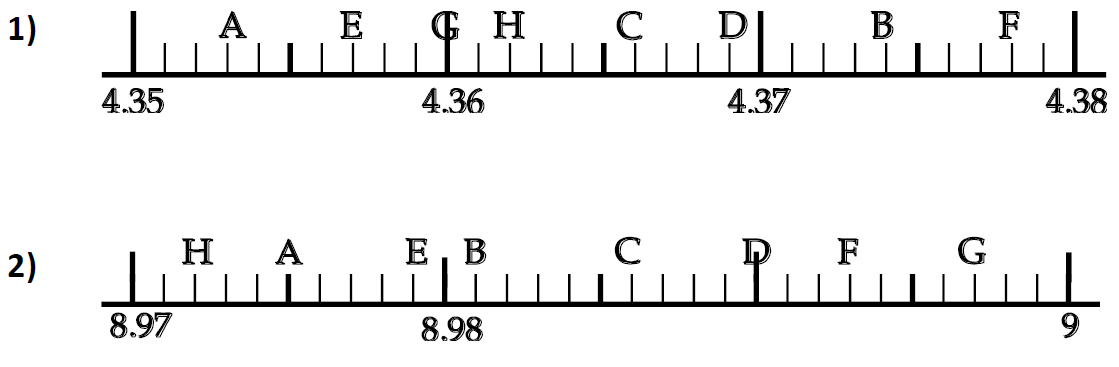 1) A E G H C D B F
4.35 4.36 4.37 4.38
2) H A E B C D F G
8.97 8.98 9